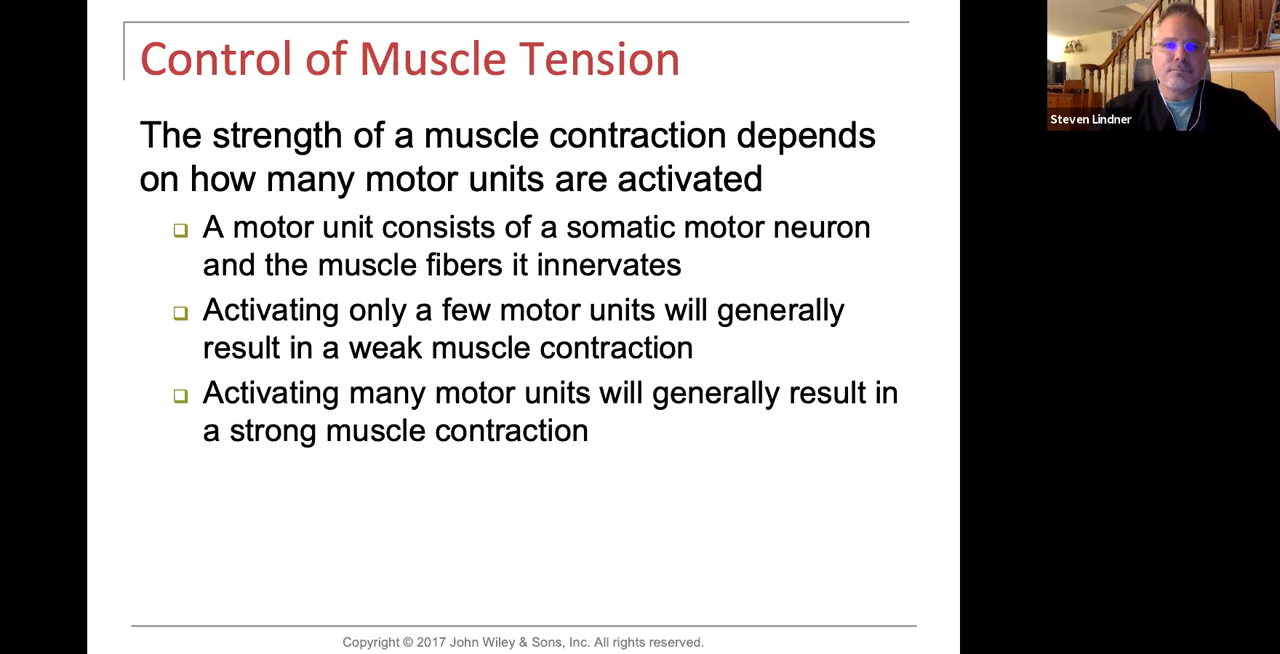 Control of Muscle Tension
The strength of a muscle contraction depends
on how many motor units are activated
A motor unit consists of a somatic motor neuron
and the muscle fibers it innervates
Activating only a few motor units will generally
result in a weak muscle contraction
Activating many motor units will generally result in
a strong muscle contraction
Copyright © 2017 John Wiley & Sons, Inc. All rights reserved.
Steven Lindner